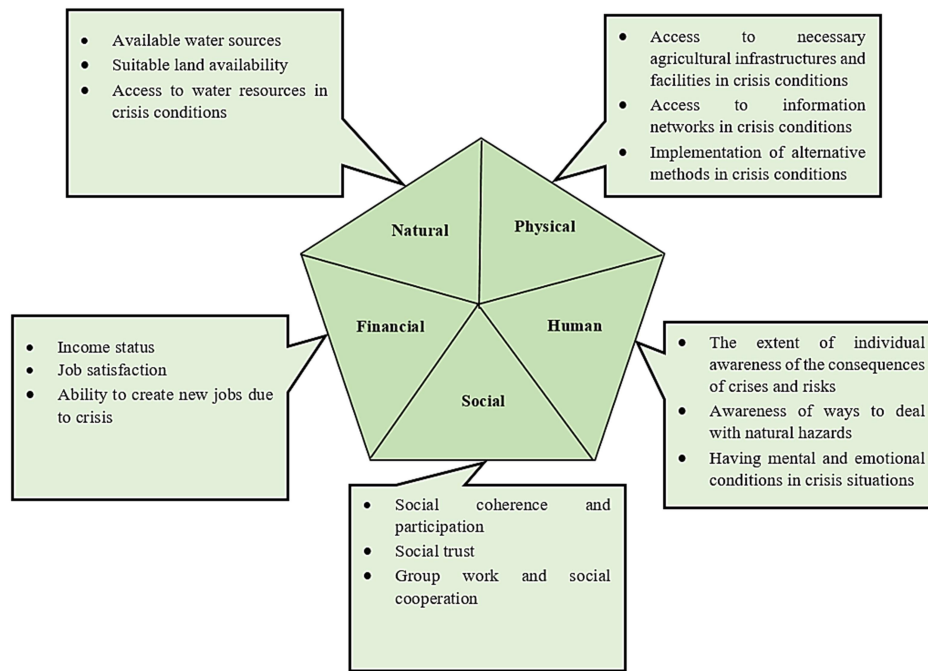 Available water sources
Suitable land availability
Access to water resources in
crisis conditions
Access to necessary
agricultural infrastructures and
facilities in crisis conditions
Access to information
networks in crisis conditions
Implementation of alternative
methods in crisis conditions
Natural
Physical
Financial
Human
Social
Income status
Job satisfaction
Ability to create new jobs due
to crisis
The extent of individual
awareness of the consequences
of crises and risks
Awareness of ways to deal
with natural hazards
Having mental and emotional
conditions in crisis situations
Social coherence and
participation
Social trust
Group work and social
cooperation